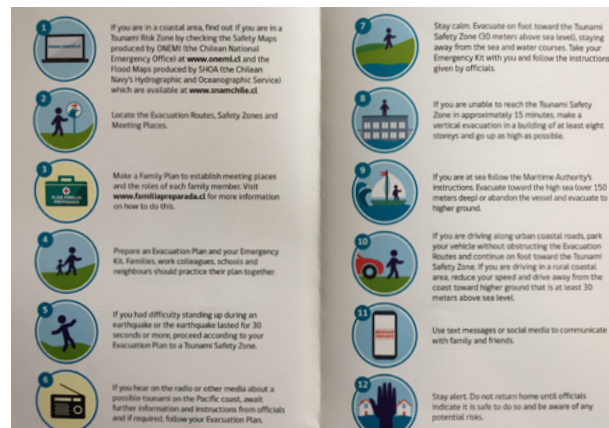 1
If you are in a coastal area, find out if you are in a
Tsunami Risk Zone by checking the Safety Maps
produced by ONEMI (the Chilean National
Emergency Office) at www.onemi.cl and the
Flood Maps produced by SHOA (the Chilean
Navy's Hydrographic and Oceanographic Service)
which are available at www.snamchile.cl
2
Locate the Evacuation Routes, Safety Zones and
Meeting Places.
3
PLAN FAMILIA
PREPARADA
Make a Family Plan to establish meeting places
and the roles of each family member. Visit
www.familiapreparada.cl for more information
on how to do this.
4
Prepare an Evacuation Plan and your Emergency
Kit. Families, work colleagues, schools and
neighbours should practice their plan together.
5
If you had difficulty standing up during an
earthquake or the earthquake lasted for 30
seconds or more, proceed according to your
Evacuation Plan to a Tsunami Safety Zone.
6
If you hear on the radio or other media about a
possible tsunami on the Pacific coast, await
further information and instructions from officials
and if required, follow your Evacuation Plan.
7
Stay calm. Evacuate on foot toward the Tsunami
Safety Zone (30 meters above sea level), staying
away from the sea and water courses. Take your
Emergency Kit with you and follow the instructions
given by officials.
8
If you are unable to reach the Tsunami Safety
Zone in approximately 15 minutes, make a
vertical evacuation in a building of at least eight
storeys and go up as high as possible.
9
If you are at sea follow the Maritime Authority's
instructions. Evacuate toward the high sea (over 150
meters deep) or abandon the vessel and evacuate to
higher ground.
10
If you are driving along urban coastal roads, park
your vehicle without obstructing the Evacuation
Routes and continue on foot toward the Tsunami
Safety Zone. If you are driving in a rural coastal
area, reduce your speed and drive away from the
coast toward higher ground that is at least 30
meters above sea level.
11
Use text messages or social media to communicate
with family and friends.
12
Stay alert. Do not return home until officials
indicate it is safe to do so and be aware of any
potential risks.